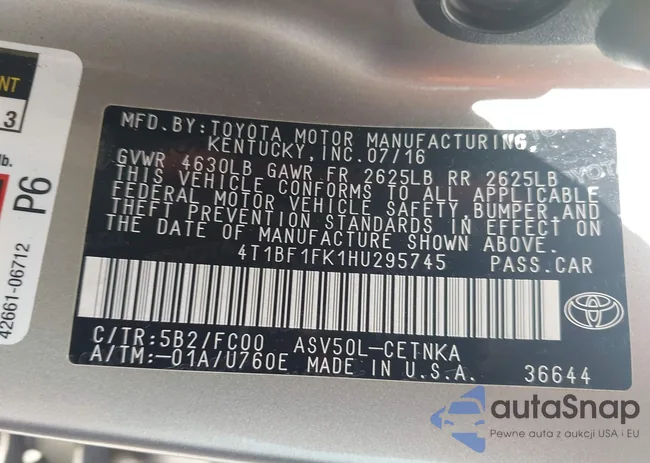 NT
3
lb.
P6
42661-06712
MFD.BY:TOYOTA MOTOR MANUFACTURING,
KENTUCKY, INC.07/16
GVWR 4630LB GAWR FR 2625LB RR 2625LB
THIS VEHICLE CONFORMS TO ALL APPLICABLE
FEDERAL MOTOR VEHICLE SAFETY,BUMPER,AND
THEFT PREVENTION STANDARDS IN EFFECT ON
THE DATE OF MANUFACTURE SHOWN ABOVE.
4T1BF1FK1HU295745 PASS.CAR
C/TR:5B2/FC00 ASV50L-CETNKA
A/TM:-01A/U760E MADE IN U.S.A. 36644
autaSnap
Pewne auta z aukcji USA i EU